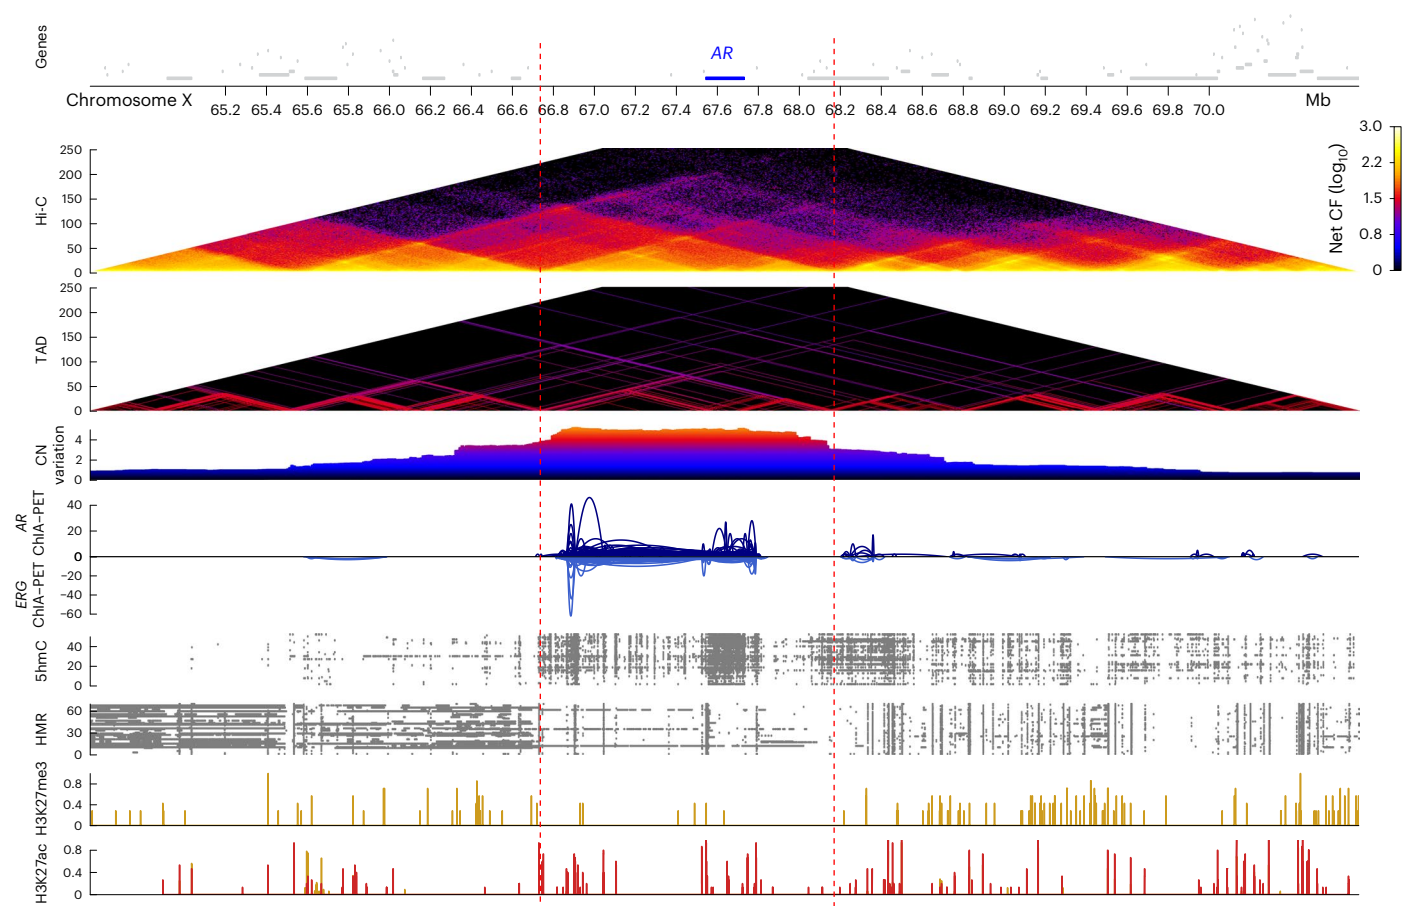 Genes
AR
Chromosome X
65.2 65.4 65.6 65.8 66.0 66.2 66.4 66.6 66.8 67.0 67.2 67.4 67.6 67.8 68.0 68.2 68.4 68.6 68.8 69.0 69.2 69.4 69.6 69.8 70.0
Mb
Hi-C
250
200
150
100
50
0
Net CF (log10)
3.0
2.2
1.5
0.8
0
TAD
250
200
150
100
50
0
CN
variation
4
2
0
AR
ChIA–PET
40
20
0
ERG
ChIA–PET
0
−20
−40
−60
5hmC
40
20
0
HMR
60
30
0
H3K27me3
0.8
0.4
0
H3K27ac
0.8
0.4
0